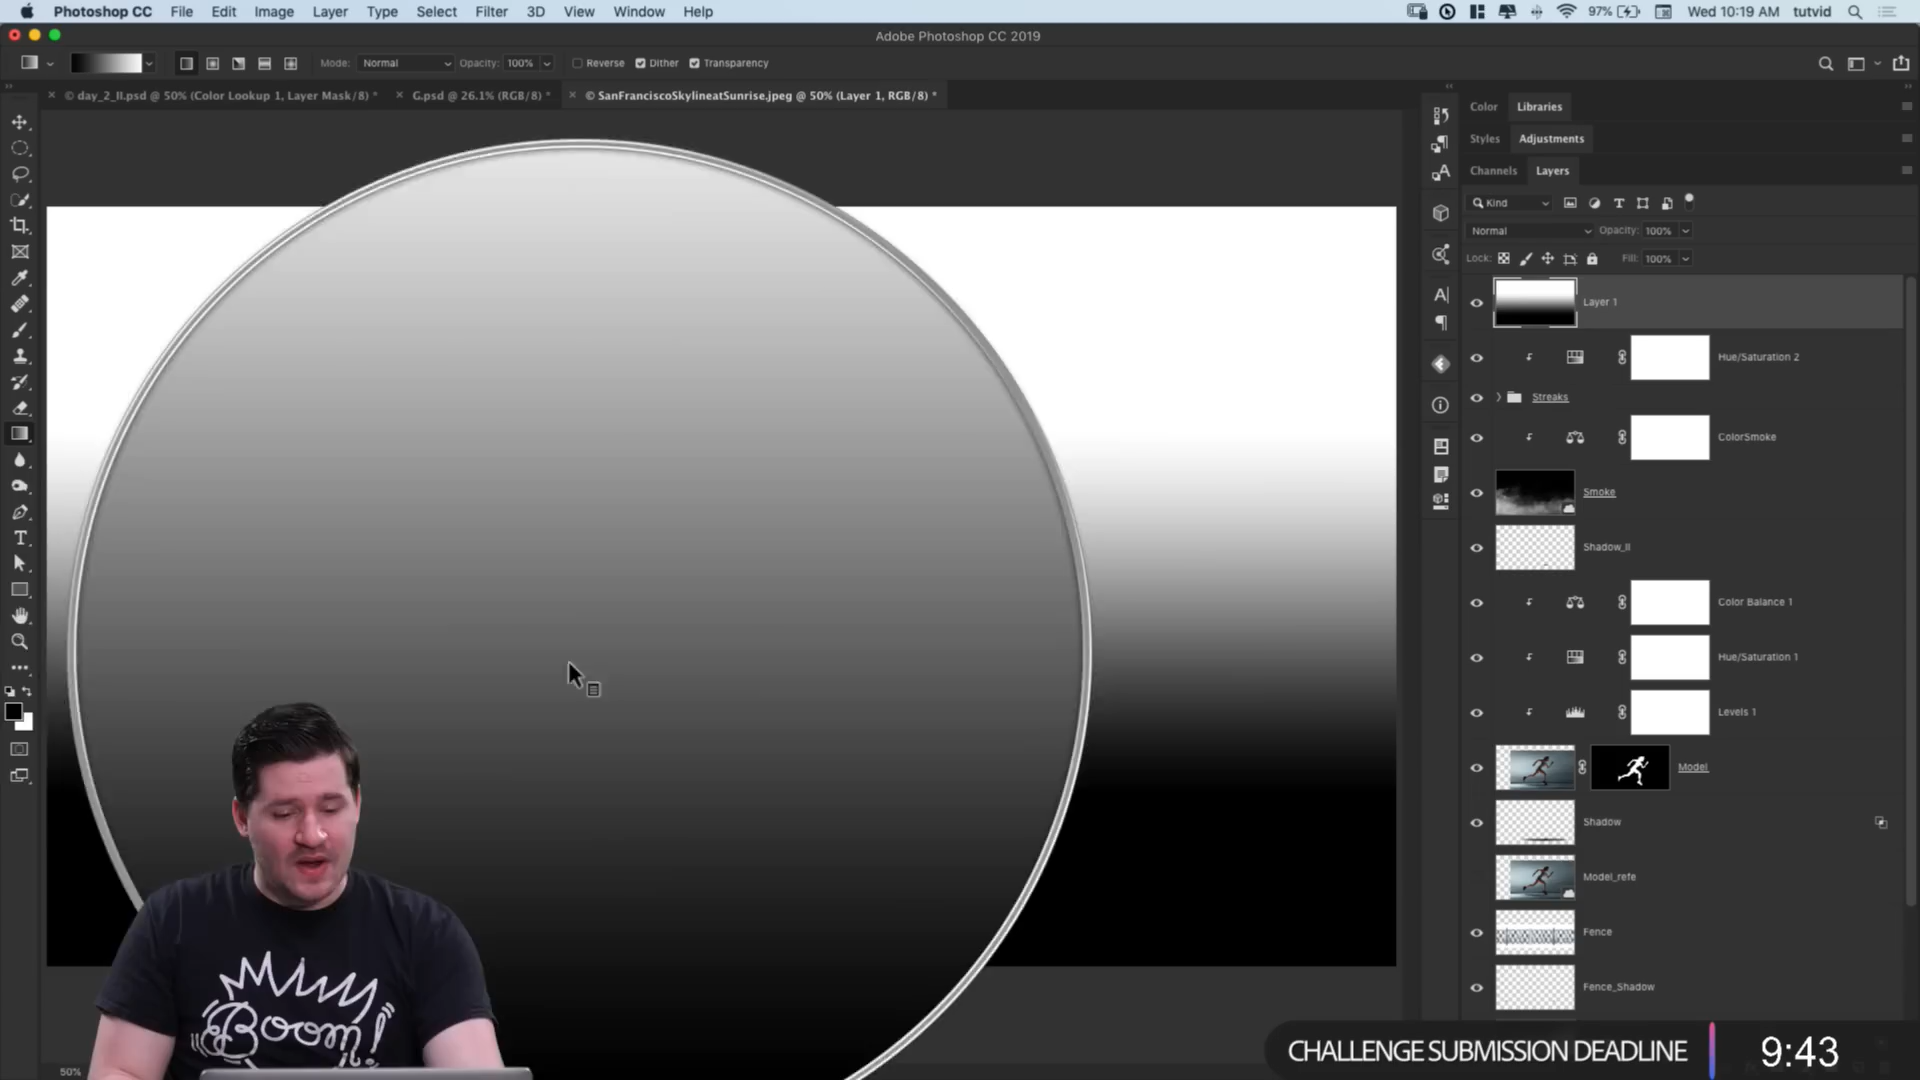 Photoshop CC File Edit Image Layer Type Select Filter 3D View Window Help 97% Wed 10:19 AM tutvid
Adobe Photoshop CC 2019
Mode: Normal Opacity: 100% Reverse Dither Transparency
© day_2_II.psd @ 50% (Color Lookup 1, Layer Mask/8) * G.psd @ 26.1% (RGB/8) * © SanFranciscoSkylineatSunrise.jpeg @ 50% (Layer 1, RGB/8) *
Color Libraries
Styles Adjustments
Channels Layers
Kind
Normal Opacity: 100%
Lock: Fill: 100%
Layer 1
Hue/Saturation 2
Streaks
ColorSmoke
Smoke
Shadow_II
Color Balance 1
Hue/Saturation 1
Levels 1
Model
Shadow
Model_refe
Fence
Fence_Shadow
Boom!
50%
CHALLENGE SUBMISSION DEADLINE 9:43